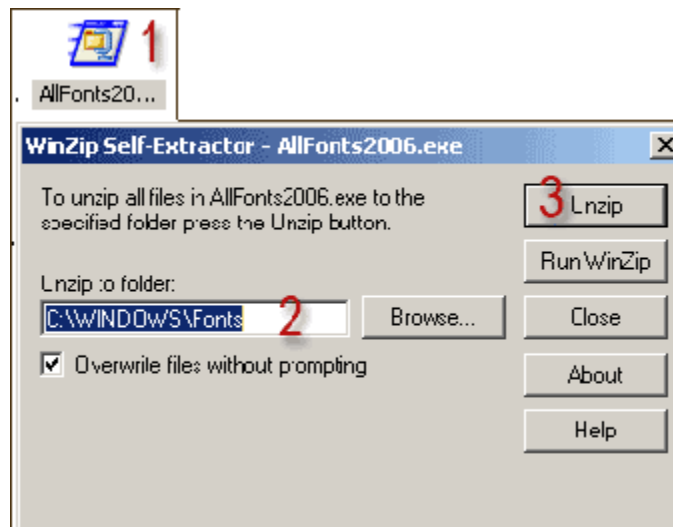 1
AllFonts20...
WinZip Self-Extractor - AllFonts2006.exe
To unzip all files in AllFonts2006.exe to the
specified folder press the Unzip button.
3 Unzip
Run WinZip
Unzip to folder:
C:\WINDOWS\Fonts 2
Browse...
Close
Overwrite files without prompting
About
Help